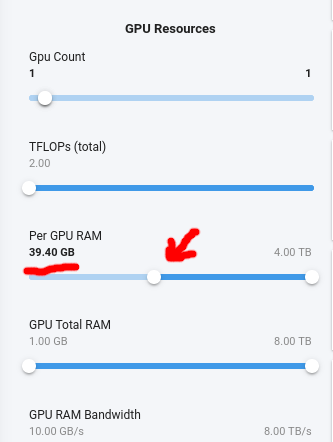 GPU Resources
Gpu Count
1 1
TFLOPs (total)
2.00
Per GPU RAM
39.40 GB 4.00 TB
GPU Total RAM
1.00 GB 8.00 TB
GPU RAM Bandwidth
10.00 GB/s 8.00 TB/s